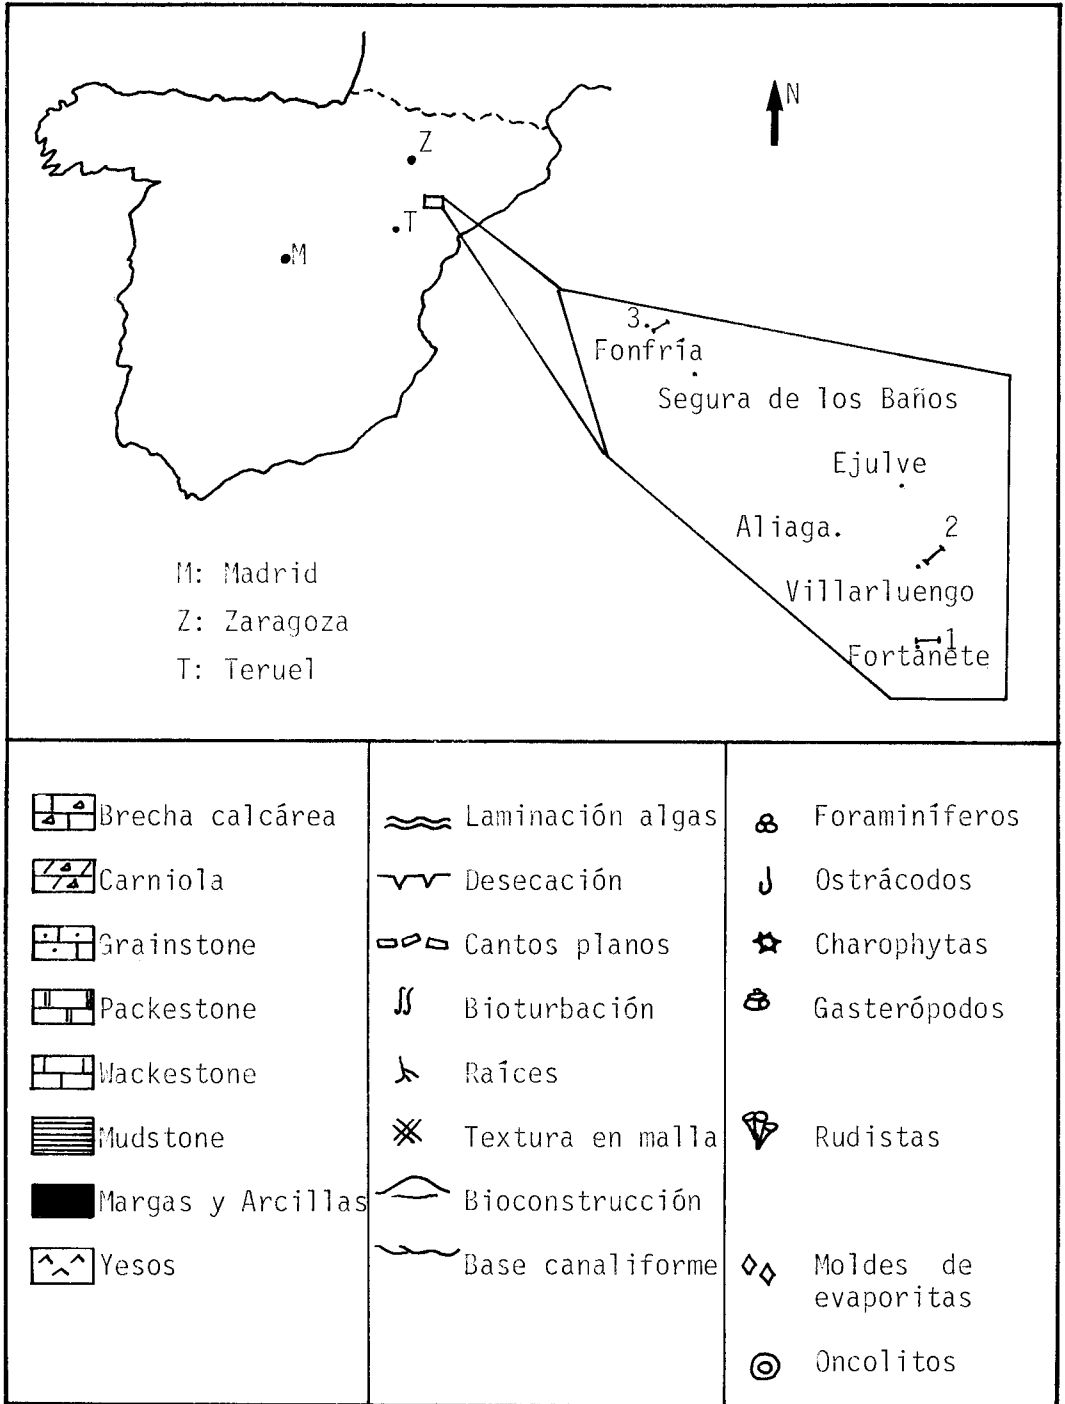 N
Z
T
M
3.
Fonfría
Segura de los Baños
Ejulve
Aliaga.
2
Villarluengo
1
Fortanete
M: Madrid
Z: Zaragoza
T: Teruel
Brecha calcárea
Carniola
Grainstone
Packestone
Wackestone
Mudstone
Margas y Arcillas
Yesos
Laminación algas
Desecación
Cantos planos
Bioturbación
Raíces
Textura en malla
Bioconstrucción
Base canaliforme
Foraminíferos
Ostrácodos
Charophytas
Gasterópodos
Rudistas
Moldes de
evaporitas
Oncolitos